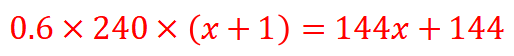 0.6 × 240 × (x + 1) = 144x + 144